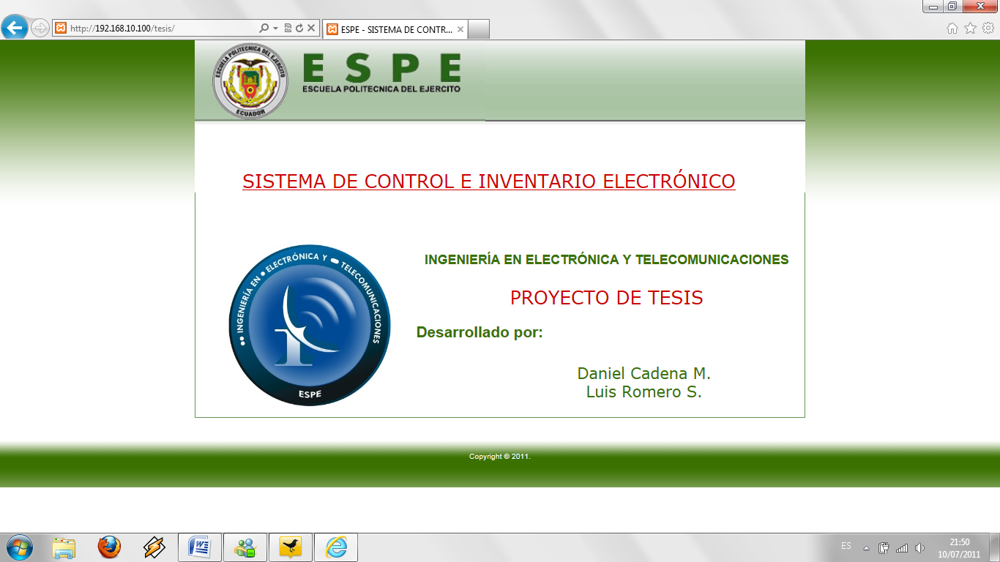 http://192.168.10.100/tesis/
ESPE - SISTEMA DE CONTR...
ESCUELA POLITECNICA DEL EJERCITO
ECUADOR
ESPE
ESCUELA POLITECNICA DEL EJERCITO
SISTEMA DE CONTROL E INVENTARIO ELECTRÓNICO
INGENIERÍA EN ELECTRÓNICA Y TELECOMUNICACIONES
ESPE
INGENIERÍA EN ELECTRÓNICA Y TELECOMUNICACIONES
PROYECTO DE TESIS
Desarrollado por:
Daniel Cadena M.
Luis Romero S.
Copyright © 2011.
ES
21:50
10/07/2011